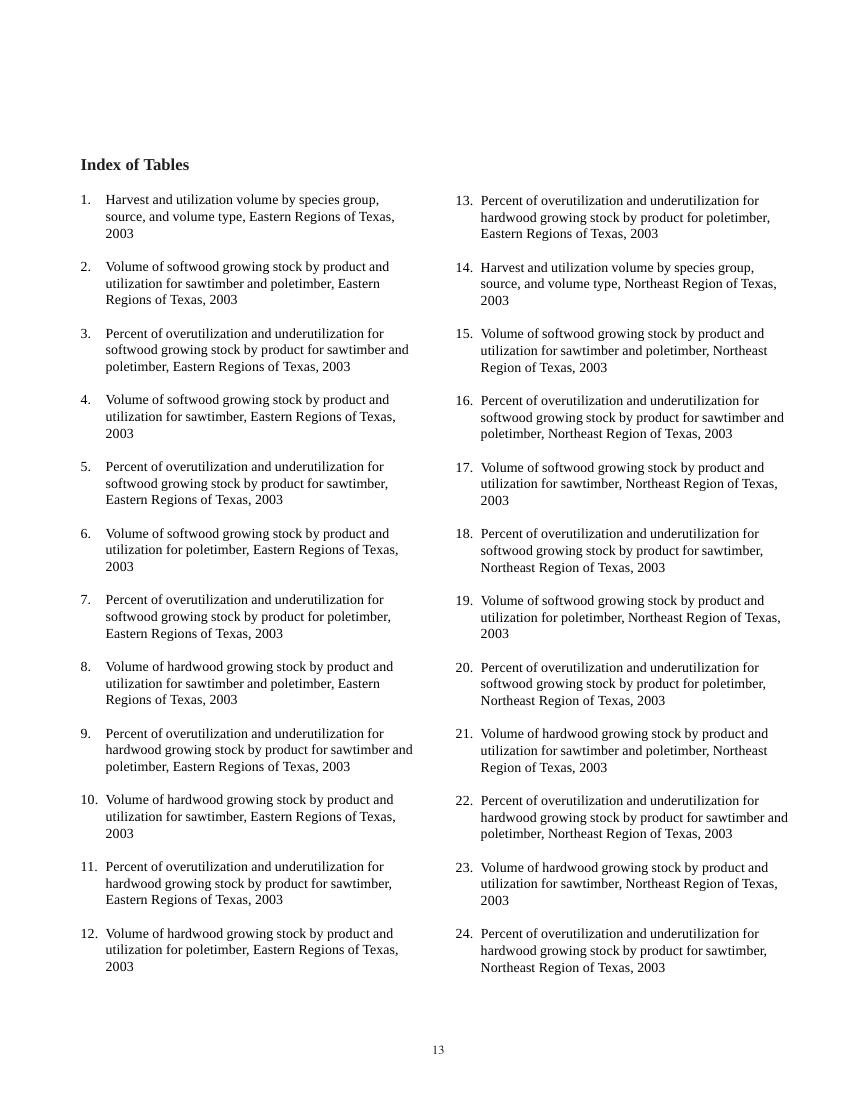 Index of Tables
1. Harvest and utilization volume by species group,
source, and volume type, Eastern Regions of Texas,
2003
2. Volume of softwood growing stock by product and
utilization for sawtimber and poletimber, Eastern
Regions of Texas, 2003
3. Percent of overutilization and underutilization for
softwood growing stock by product for sawtimber and
poletimber, Eastern Regions of Texas, 2003
4. Volume of softwood growing stock by product and
utilization for sawtimber, Eastern Regions of Texas,
2003
5. Percent of overutilization and underutilization for
softwood growing stock by product for sawtimber,
Eastern Regions of Texas, 2003
6. Volume of softwood growing stock by product and
utilization for poletimber, Eastern Regions of Texas,
2003
7. Percent of overutilization and underutilization for
softwood growing stock by product for poletimber,
Eastern Regions of Texas, 2003
8. Volume of hardwood growing stock by product and
utilization for sawtimber and poletimber, Eastern
Regions of Texas, 2003
9. Percent of overutilization and underutilization for
hardwood growing stock by product for sawtimber and
poletimber, Eastern Regions of Texas, 2003
10. Volume of hardwood growing stock by product and
utilization for sawtimber, Eastern Regions of Texas,
2003
11. Percent of overutilization and underutilization for
hardwood growing stock by product for sawtimber,
Eastern Regions of Texas, 2003
12. Volume of hardwood growing stock by product and
utilization for poletimber, Eastern Regions of Texas,
2003
13. Percent of overutilization and underutilization for
hardwood growing stock by product for poletimber,
Eastern Regions of Texas, 2003
14. Harvest and utilization volume by species group,
source, and volume type, Northeast Region of Texas,
2003
15. Volume of softwood growing stock by product and
utilization for sawtimber and poletimber, Northeast
Region of Texas, 2003
16. Percent of overutilization and underutilization for
softwood growing stock by product for sawtimber and
poletimber, Northeast Region of Texas, 2003
17. Volume of softwood growing stock by product and
utilization for sawtimber, Northeast Region of Texas,
2003
18. Percent of overutilization and underutilization for
softwood growing stock by product for sawtimber,
Northeast Region of Texas, 2003
19. Volume of softwood growing stock by product and
utilization for poletimber, Northeast Region of Texas,
2003
20. Percent of overutilization and underutilization for
softwood growing stock by product for poletimber,
Northeast Region of Texas, 2003
21. Volume of hardwood growing stock by product and
utilization for sawtimber and poletimber, Northeast
Region of Texas, 2003
22. Percent of overutilization and underutilization for
hardwood growing stock by product for sawtimber and
poletimber, Northeast Region of Texas, 2003
23. Volume of hardwood growing stock by product and
utilization for sawtimber, Northeast Region of Texas,
2003
24. Percent of overutilization and underutilization for
hardwood growing stock by product for sawtimber,
Northeast Region of Texas, 2003
13